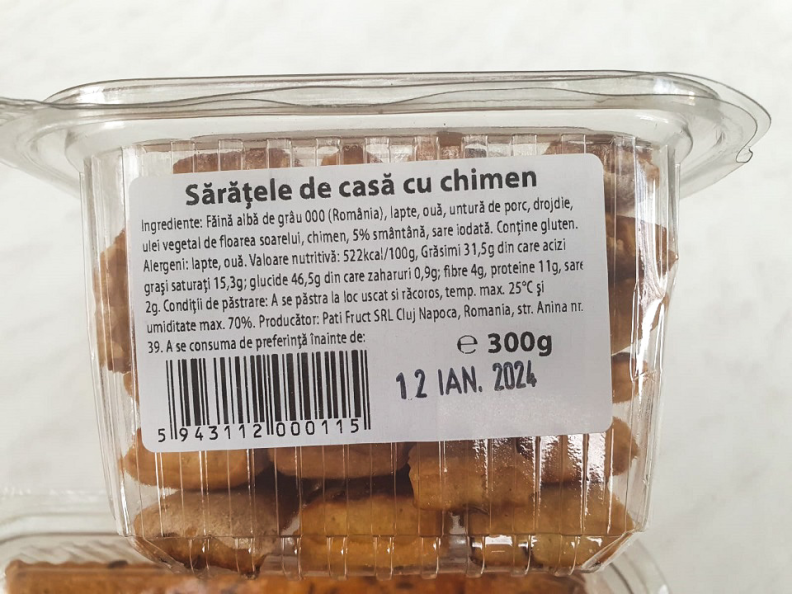 Sărățele de casă cu chimen
Ingrediente: Făină albă de grâu 000 (România), lapte, ouă, untură de porc, drojdie,
ulei vegetal de floarea soarelui, chimen, 5% smântână, sare iodată. Conține gluten.
Alergeni: lapte, ouă. Valoare nutritivă: 522kcal/100g, Grăsimi 31,5g din care acizi
grași saturați 15,3g; glucide 46,5g din care zaharuri 0,9g; fibre 4g, proteine 11g, sare
2g. Condiții de păstrare: A se păstra la loc uscat si răcoros, temp. max. 25°C și
umiditate max. 70%. Producător: Pati Fruct SRL Cluj Napoca, Romania, str. Anina nr.
39. A se consuma de preferință înainte de:
℮ 300g
12 IAN. 2024
5 943112 000115